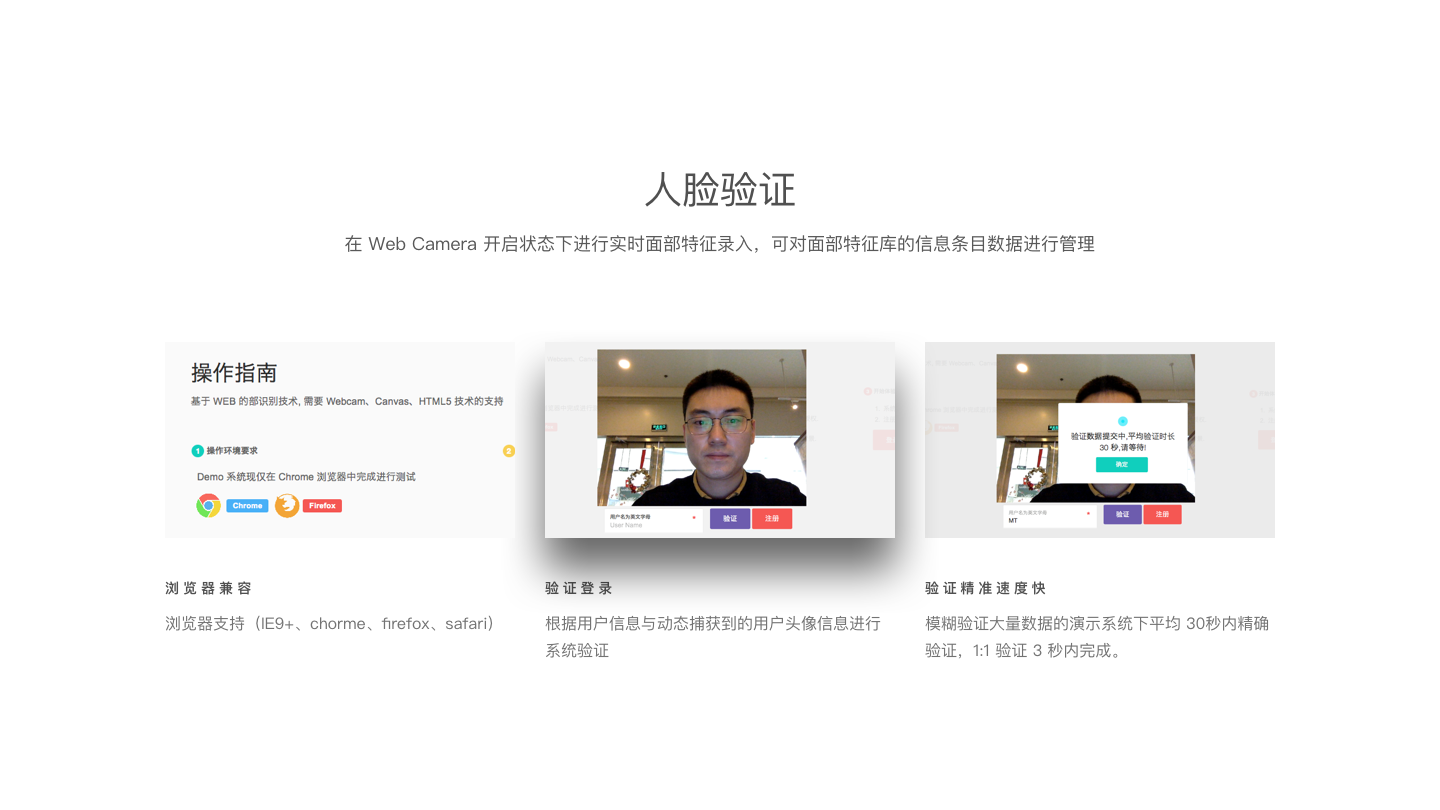 人脸验证
在 Web Camera 开启状态下进行实时面部特征录入，可对面部特征库的信息条目数据进行管理
操作指南
基于 WEB 的部识别技术, 需要 Webcam、Canvas、HTML5 技术的支持
1 操作环境要求
2
Demo 系统现仅在 Chrome 浏览器中完成进行测试
Chrome
Firefox
用户名为英文字母 *
User Name
验证
注册
验证数据提交中,平均验证时长
30 秒,请等待!
确定
用户名为英文字母 *
MT
验证
注册
浏览器兼容
浏览器支持（IE9+、chorme、firefox、safari）
验证登录
根据用户信息与动态捕获到的用户头像信息进行
系统验证
验证精准速度快
模糊验证大量数据的演示系统下平均 30秒内精确
验证，1:1 验证 3 秒内完成。